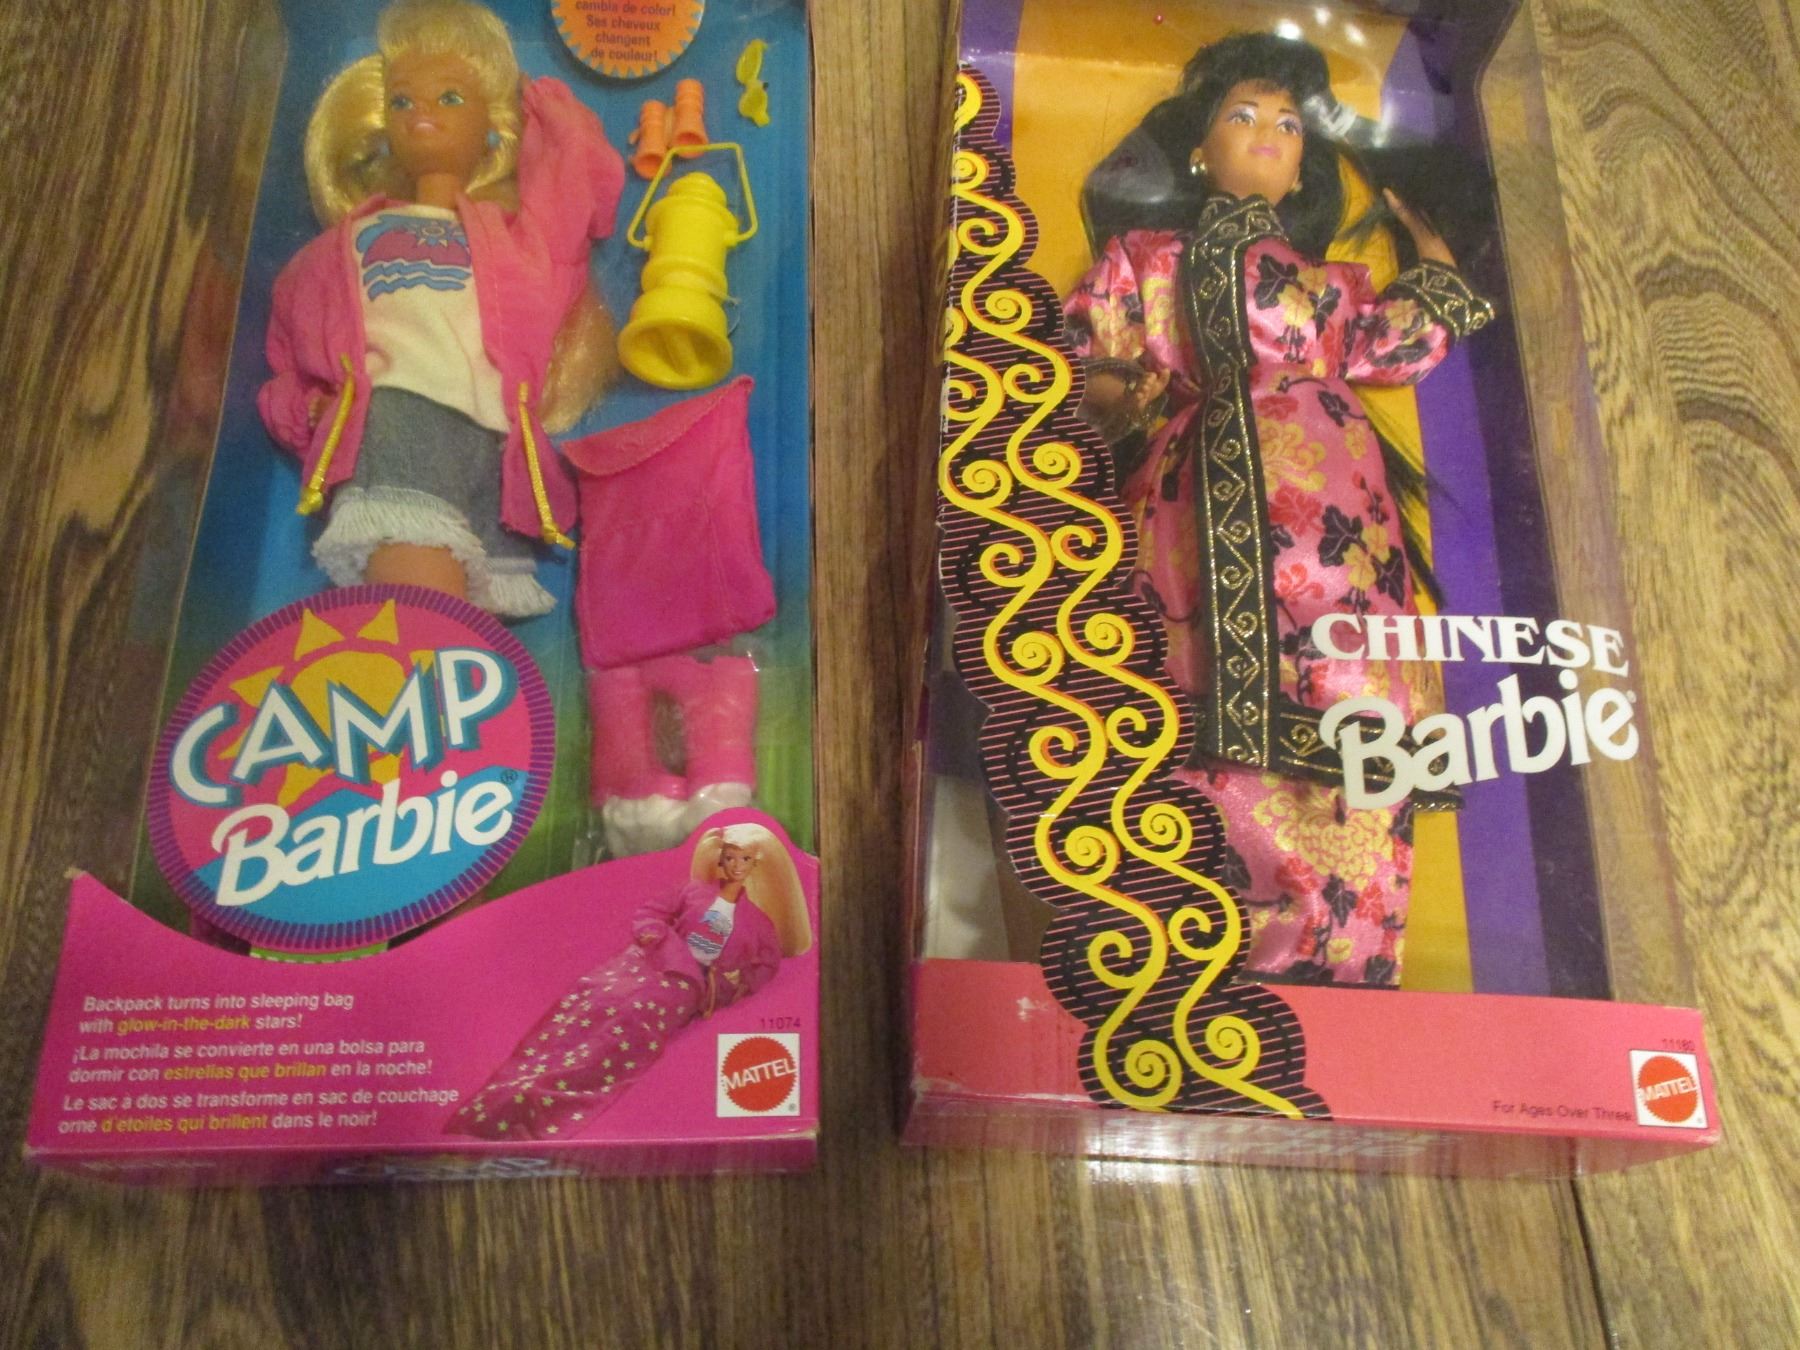 cambia de color!
Ses cheveux
changent
de couleur!
CAMP
Barbie®
Backpack turns into sleeping bag
with glow-in-the-dark stars!
¡La mochila se convierte en una bolsa para
dormir con estrellas que brillan en la noche!
Le sac à dos se transforme en sac de couchage
orné d'étoiles qui brillent dans le noir!
11074
MATTEL®
CHINESE
Barbie®
11180
For Ages Over Three
MATTEL®